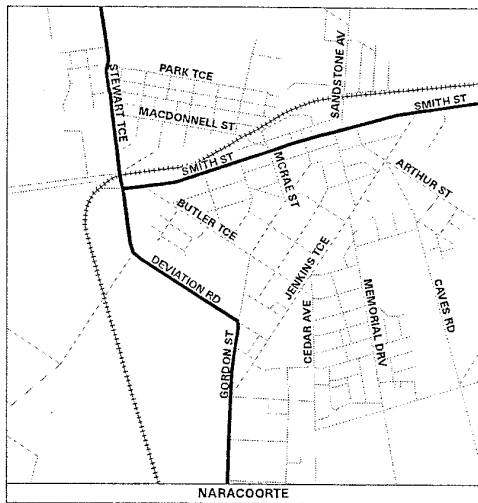 PARK TCE
STEWART TCE
SANDSTONE AV
MACDONNELL ST
SMITH ST
SMITH ST
MCRAE ST
ARTHUR ST
BUTLER TCE
JENKINS TCE
DEVIATION RD
GORDON ST
CEDAR AVE
MEMORIAL DRV
CAVES RD
NARACOORTE